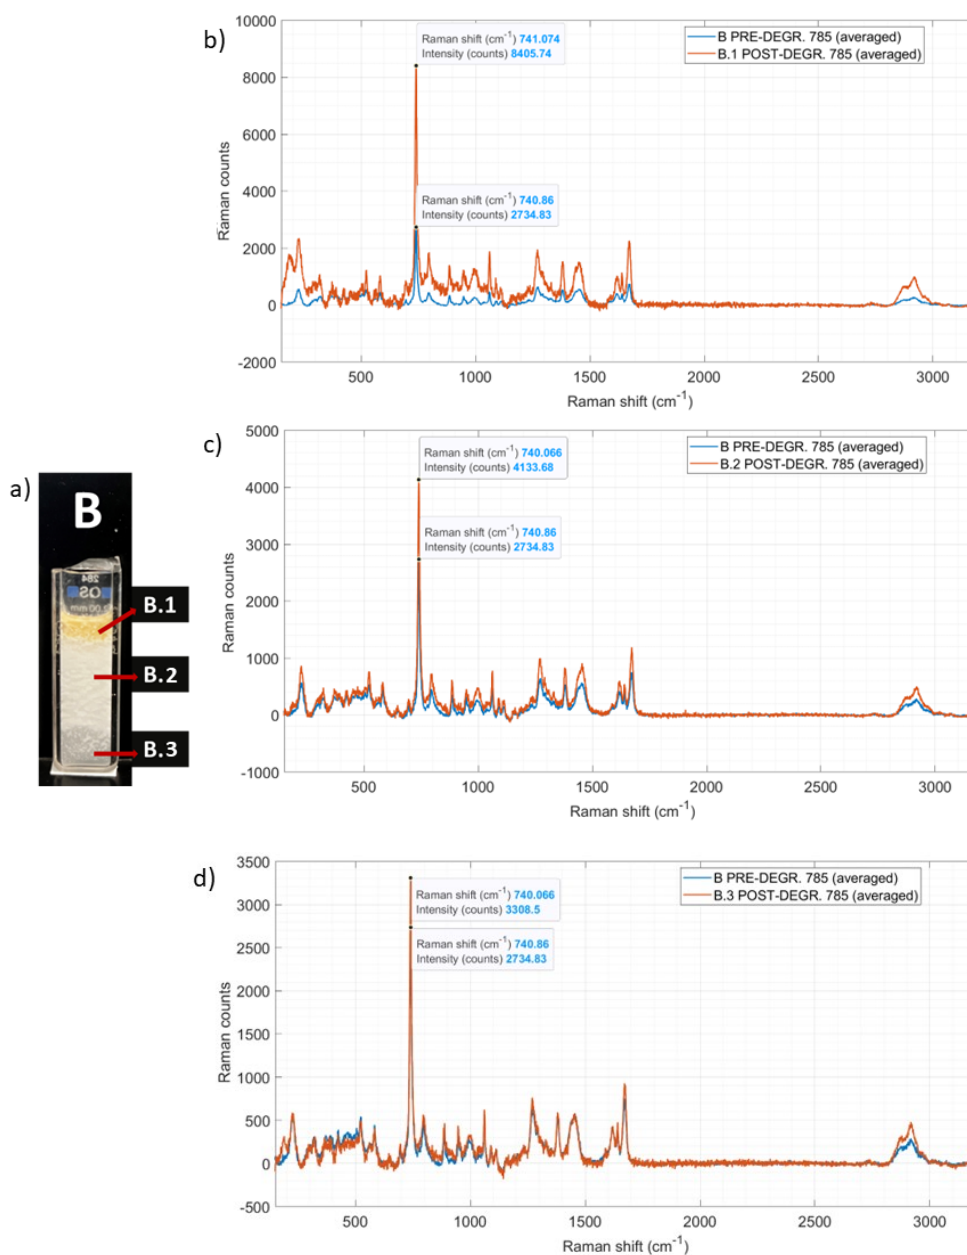 b)
10000
8000
6000
4000
2000
0
-2000
Raman counts
Raman shift (cm-1) 741.074
Intensity (counts) 8405.74
Raman shift (cm-1) 740.86
Intensity (counts) 2734.83
B PRE-DEGR. 785 (averaged)
B.1 POST-DEGR. 785 (averaged)
500 1000 1500 2000 2500 3000
Raman shift (cm-1)
c)
5000
4000
3000
2000
1000
0
-1000
Raman counts
Raman shift (cm-1) 740.066
Intensity (counts) 4133.68
Raman shift (cm-1) 740.86
Intensity (counts) 2734.83
B PRE-DEGR. 785 (averaged)
B.2 POST-DEGR. 785 (averaged)
500 1000 1500 2000 2500 3000
Raman shift (cm-1)
a)
B
284
QS
B.1
B.2
B.3
d)
3500
3000
2500
2000
1500
1000
500
0
-500
Raman counts
Raman shift (cm-1) 740.066
Intensity (counts) 3308.5
Raman shift (cm-1) 740.86
Intensity (counts) 2734.83
B PRE-DEGR. 785 (averaged)
B.3 POST-DEGR. 785 (averaged)
500 1000 1500 2000 2500 3000
Raman shift (cm-1)